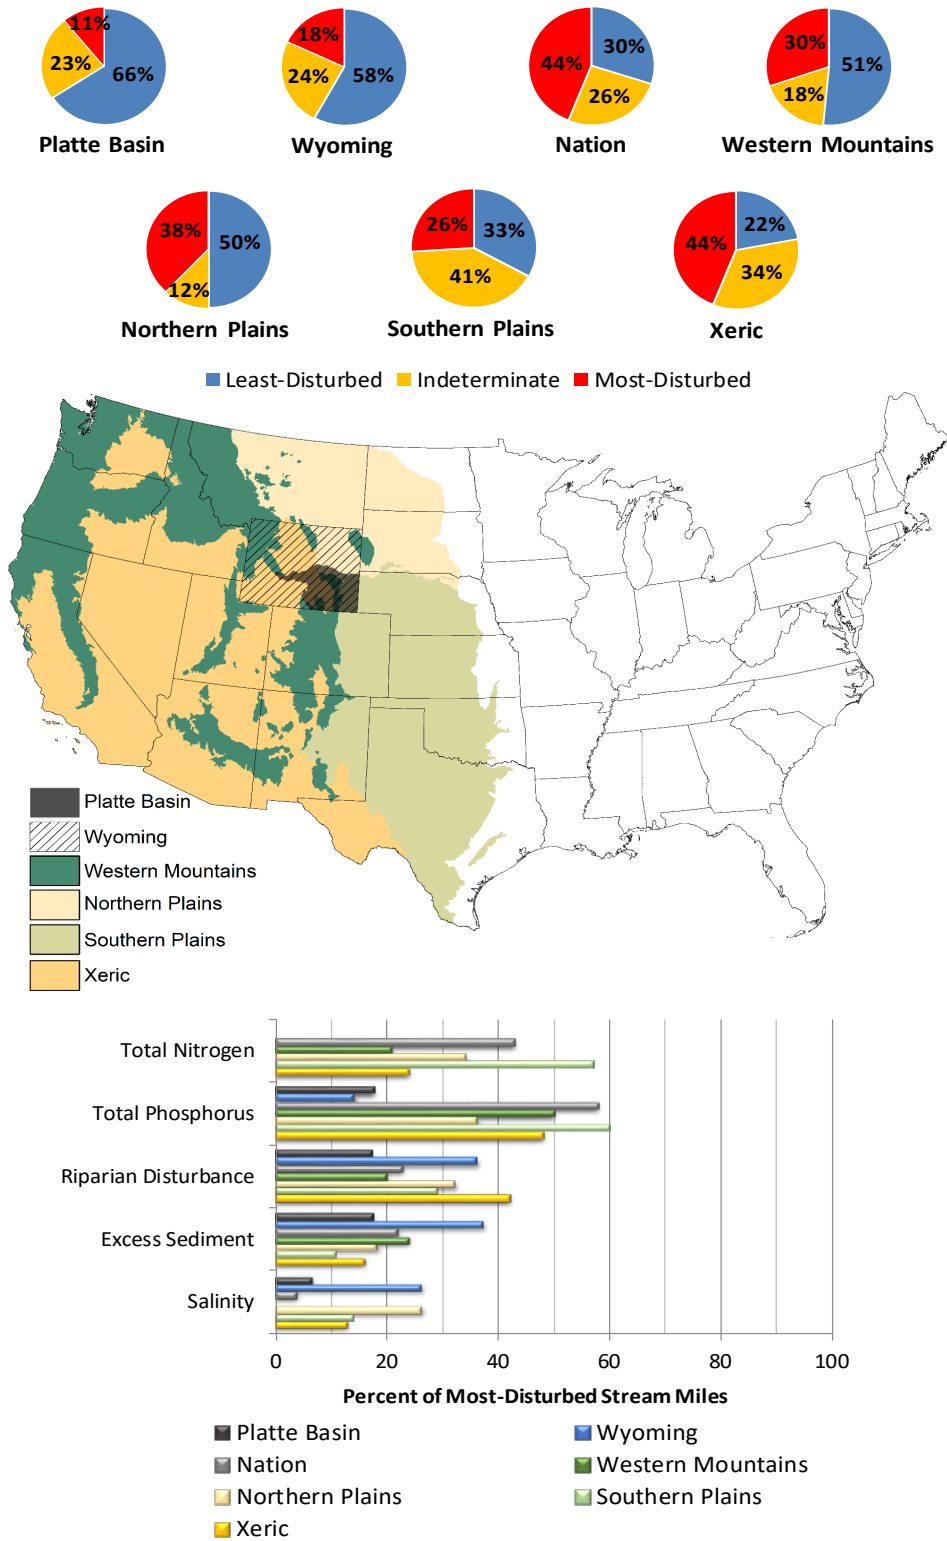 11%
23%
66%
Platte Basin
18%
24%
58%
Wyoming
30%
44%
26%
Nation
30%
51%
18%
Western Mountains
38%
50%
12%
Northern Plains
26%
33%
41%
Southern Plains
22%
44%
34%
Xeric
Least-Disturbed Indeterminate Most-Disturbed
Platte Basin
Wyoming
Western Mountains
Northern Plains
Southern Plains
Xeric
Total Nitrogen
Total Phosphorus
Riparian Disturbance
Excess Sediment
Salinity
0 20 40 60 80 100
Percent of Most-Disturbed Stream Miles
Platte Basin Wyoming
Nation Western Mountains
Northern Plains Southern Plains
Xeric